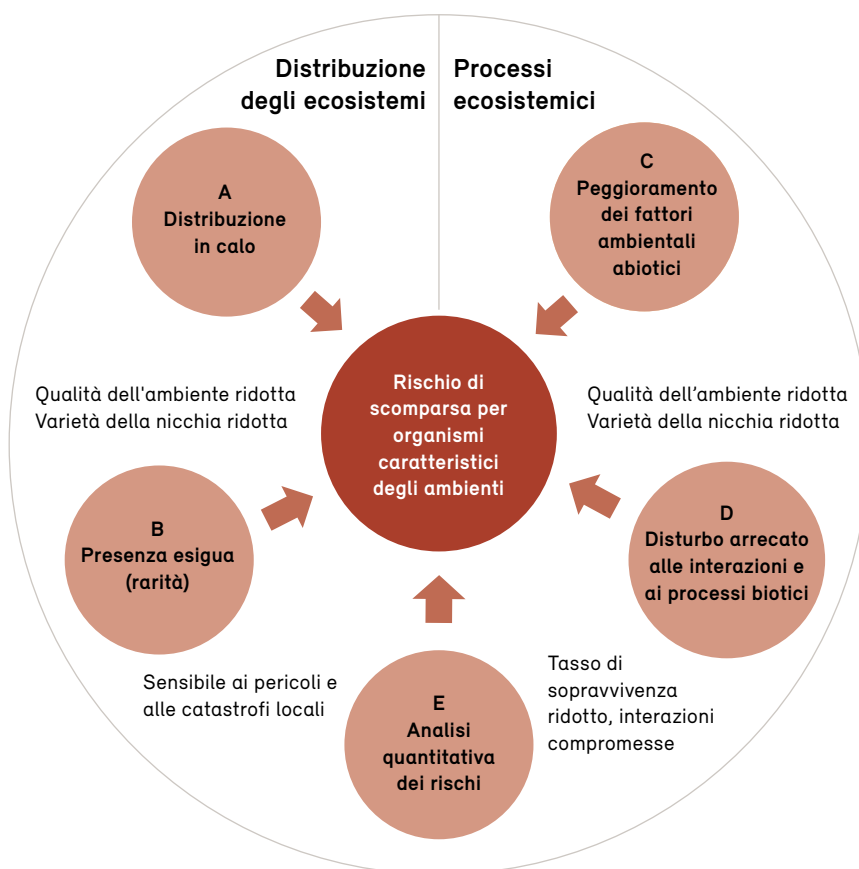 Distribuzione
degli ecosistemi
Processi
ecosistemici
A
Distribuzione
in calo
C
Peggioramento
dei fattori
ambientali
abiotici
Rischio di
scomparsa per
organismi
caratteristici
degli ambienti
Qualità dell'ambiente ridotta
Varietà della nicchia ridotta
Qualità dell’ambiente ridotta
Varietà della nicchia ridotta
B
Presenza esigua
(rarità)
D
Disturbo arrecato
alle interazioni e
ai processi biotici
Sensibile ai pericoli e
alle catastrofi locali
E
Analisi
quantitativa
dei rischi
Tasso di
sopravvivenza
ridotto, interazioni
compromesse